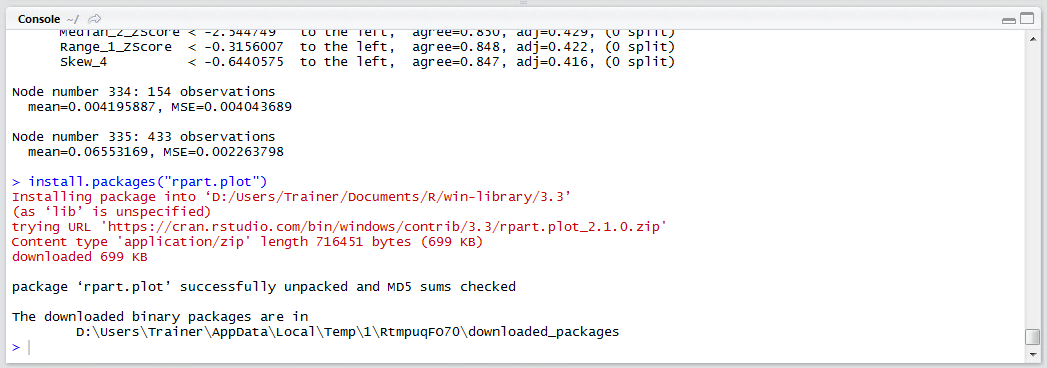 Console ~/
Median_2_ZScore < -2.544749   to the left,  agree=0.850, adj=0.429, (0 split)
Range_1_ZScore  < -0.3156007  to the left,  agree=0.848, adj=0.422, (0 split)
Skew_4          < -0.6440575  to the left,  agree=0.847, adj=0.416, (0 split)
Node number 334: 154 observations
mean=0.004195887, MSE=0.004043689
Node number 335: 433 observations
mean=0.06553169, MSE=0.002263798
> install.packages("rpart.plot")
Installing package into ‘D:/Users/Trainer/Documents/R/win-library/3.3’
(as ‘lib’ is unspecified)
trying URL 'https://cran.rstudio.com/bin/windows/contrib/3.3/rpart.plot_2.1.0.zip'
Content type 'application/zip' length 716451 bytes (699 KB)
downloaded 699 KB
package ‘rpart.plot’ successfully unpacked and MD5 sums checked
The downloaded binary packages are in
D:\Users\Trainer\AppData\Local\Temp\1\RtmpuqFO70\downloaded_packages
>